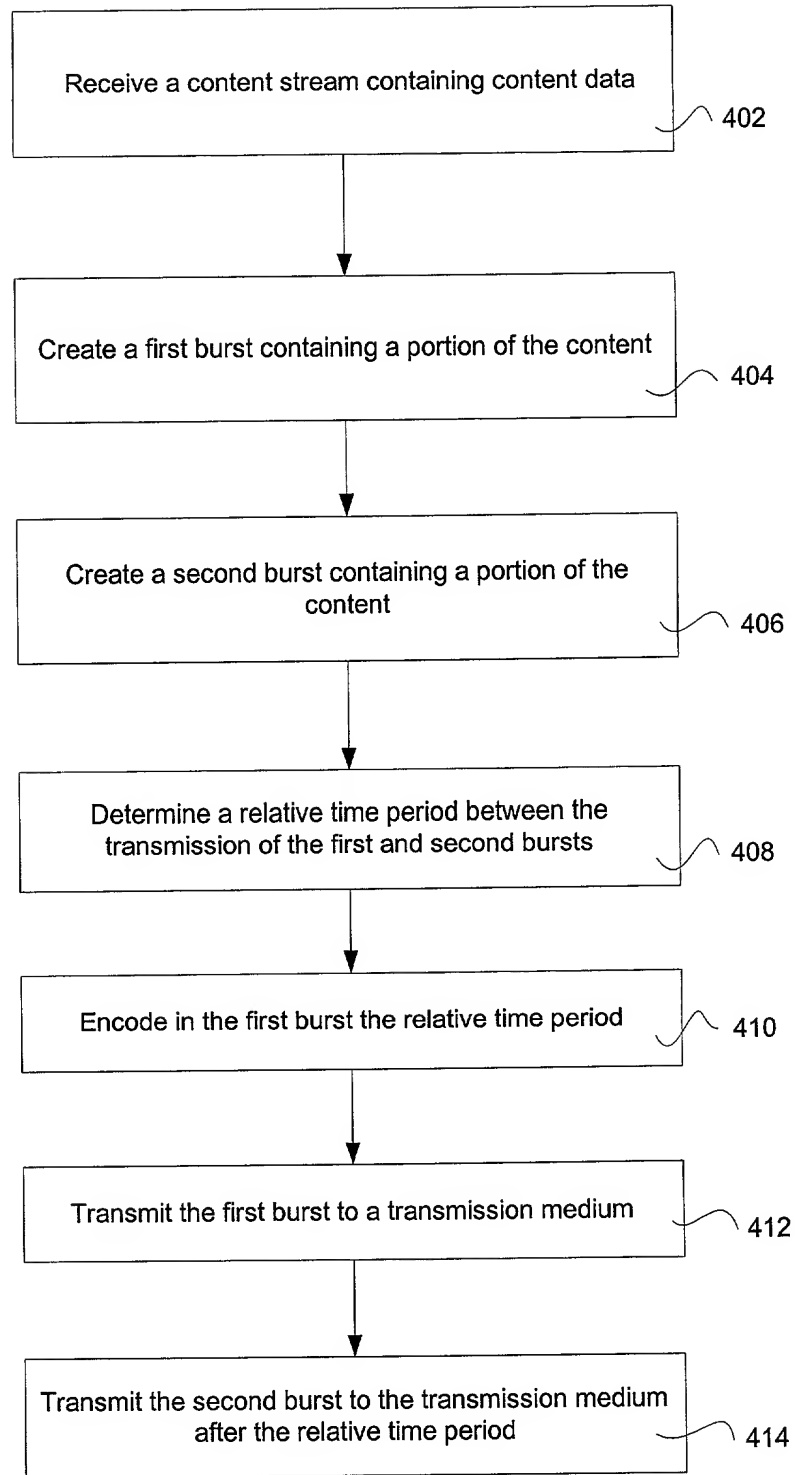 Receive a content stream containing content data
402
Create a first burst containing a portion of the content
404
Create a second burst containing a portion of the
content
406
Determine a relative time period between the
transmission of the first and second bursts
408
Encode in the first burst the relative time period
410
Transmit the first burst to a transmission medium
412
Transmit the second burst to the transmission medium
after the relative time period
414